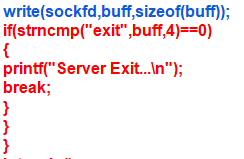 write(sockfd,buff,sizeof(buff));
if(strncmp("exit",buff,4)==0)
{
printf("Server Exit...\n");
break;
}
}
}